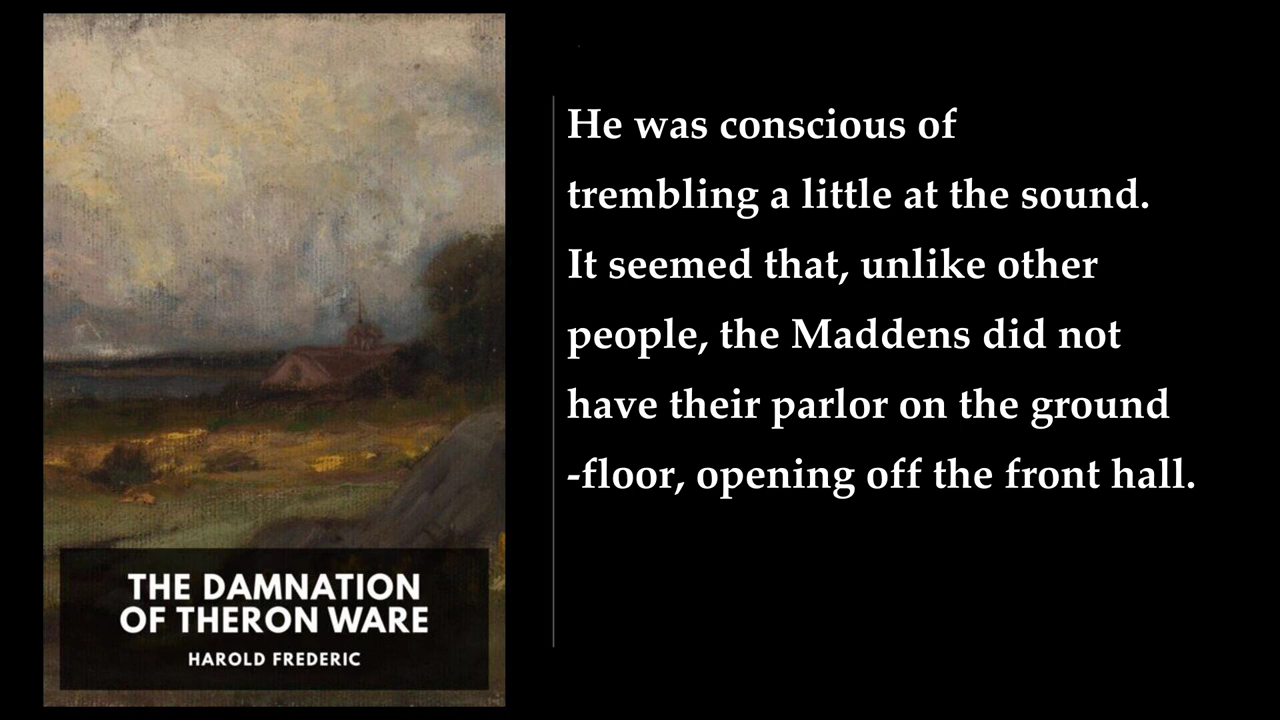 THE DAMNATION
OF THERON WARE
HAROLD FREDERIC
He was conscious of
trembling a little at the sound.
It seemed that, unlike other
people, the Maddens did not
have their parlor on the ground
-floor, opening off the front hall.